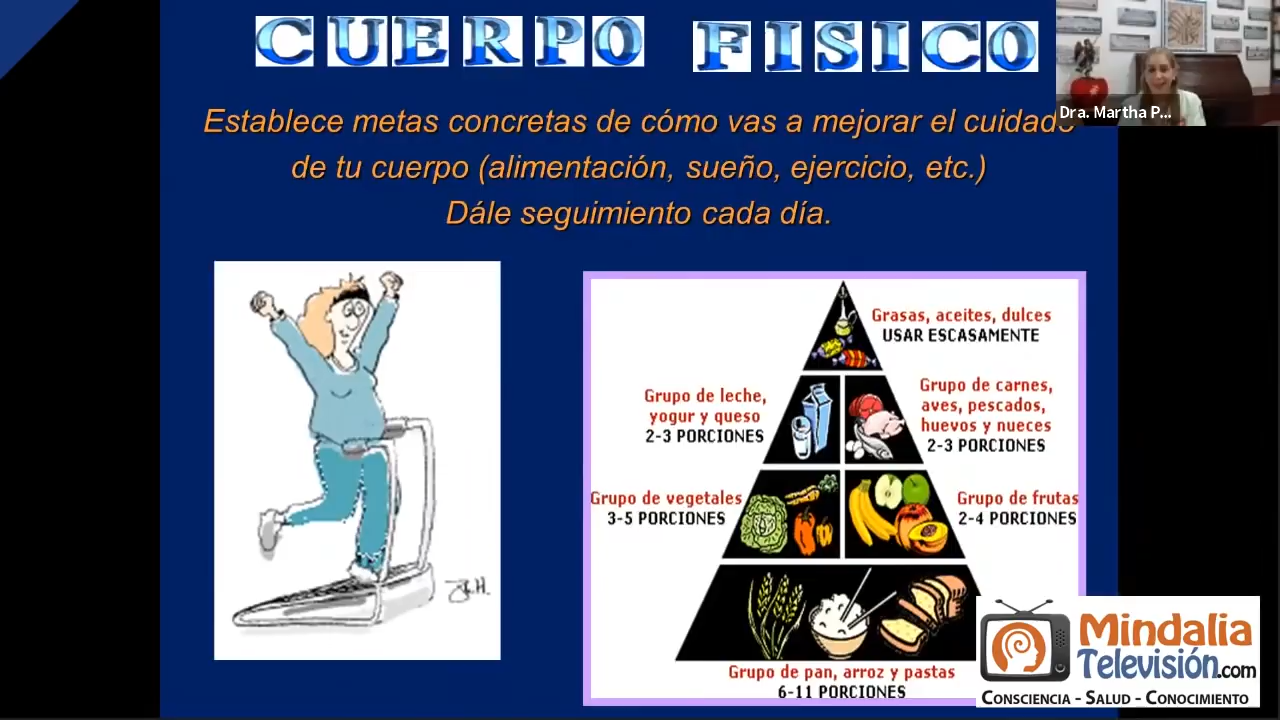 CUERPO FISICO
Dra. Martha P...
Establece metas concretas de cómo vas a mejorar el cuidado
de tu cuerpo (alimentación, sueño, ejercicio, etc.)
Dále seguimiento cada día.
Grasas, aceites, dulces
USAR ESCASAMENTE
Grupo de leche,
yogur y queso
2-3 PORCIONES
Grupo de carnes,
aves, pescados,
huevos y nueces
2-3 PORCIONES
Grupo de vegetales
3-5 PORCIONES
Grupo de frutas
2-4 PORCIONES
Grupo de pan, arroz y pastas
6-11 PORCIONES
Mindalia
Televisión.com
CONSCIENCIA - SALUD - CONOCIMIENTO